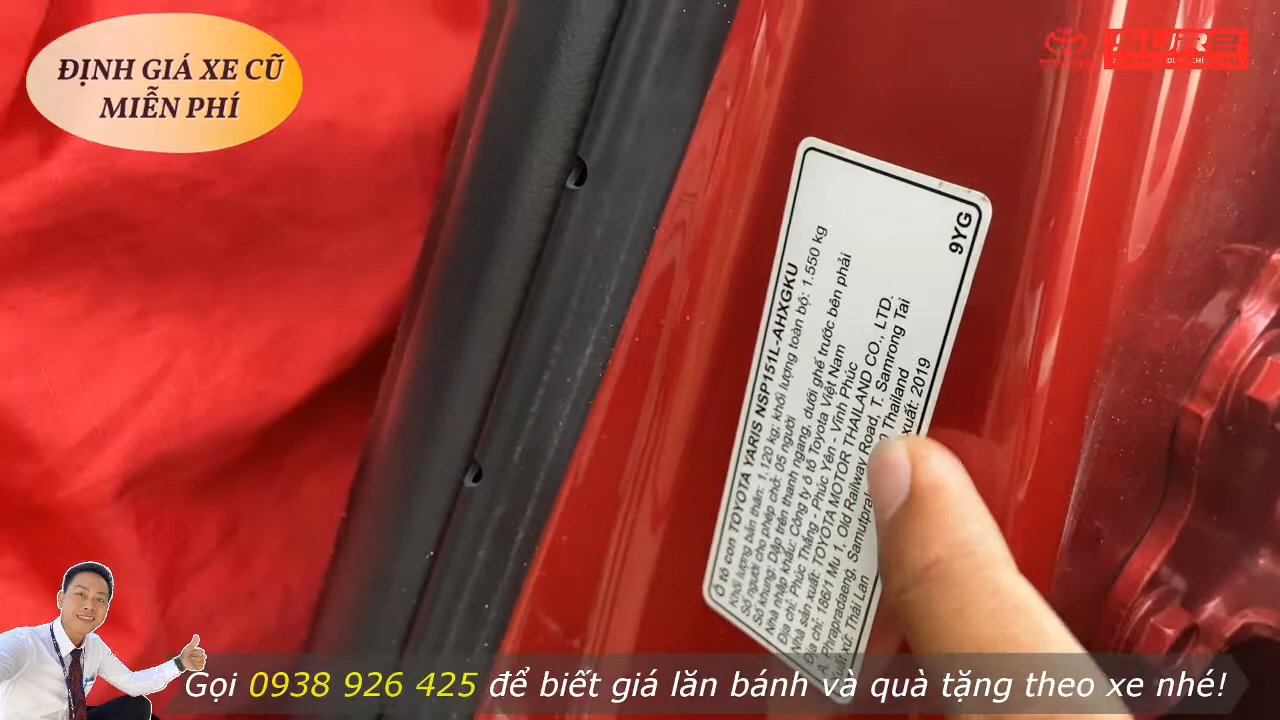 ĐỊNH GIÁ XE CŨ
MIỄN PHÍ
SURE
9YG
Ô tô con TOYOTA YARIS NSP151L-AHXGKU
Khối lượng bản thân: 1.120 kg; khối lượng toàn bộ: 1.550 kg
Số người cho phép chở: 05 người
Số khung: Dập trên thanh ngang, dưới ghế trước bên phải
Nhà nhập khẩu: Công ty ô tô Toyota Việt Nam
Địa chỉ: Phúc Thắng - Phúc Yên - Vĩnh Phúc
Nhà sản xuất: TOYOTA MOTOR THAILAND CO., LTD.
Địa chỉ: 186/1 Mu 1, Old Railway Road, T. Samrong Tai
A. Phrapradaeng, Thailand
xuất xứ: Thái Lan xuất: 2019
Gọi 0938 926 425 để biết giá lăn bánh và quà tặng theo xe nhé!